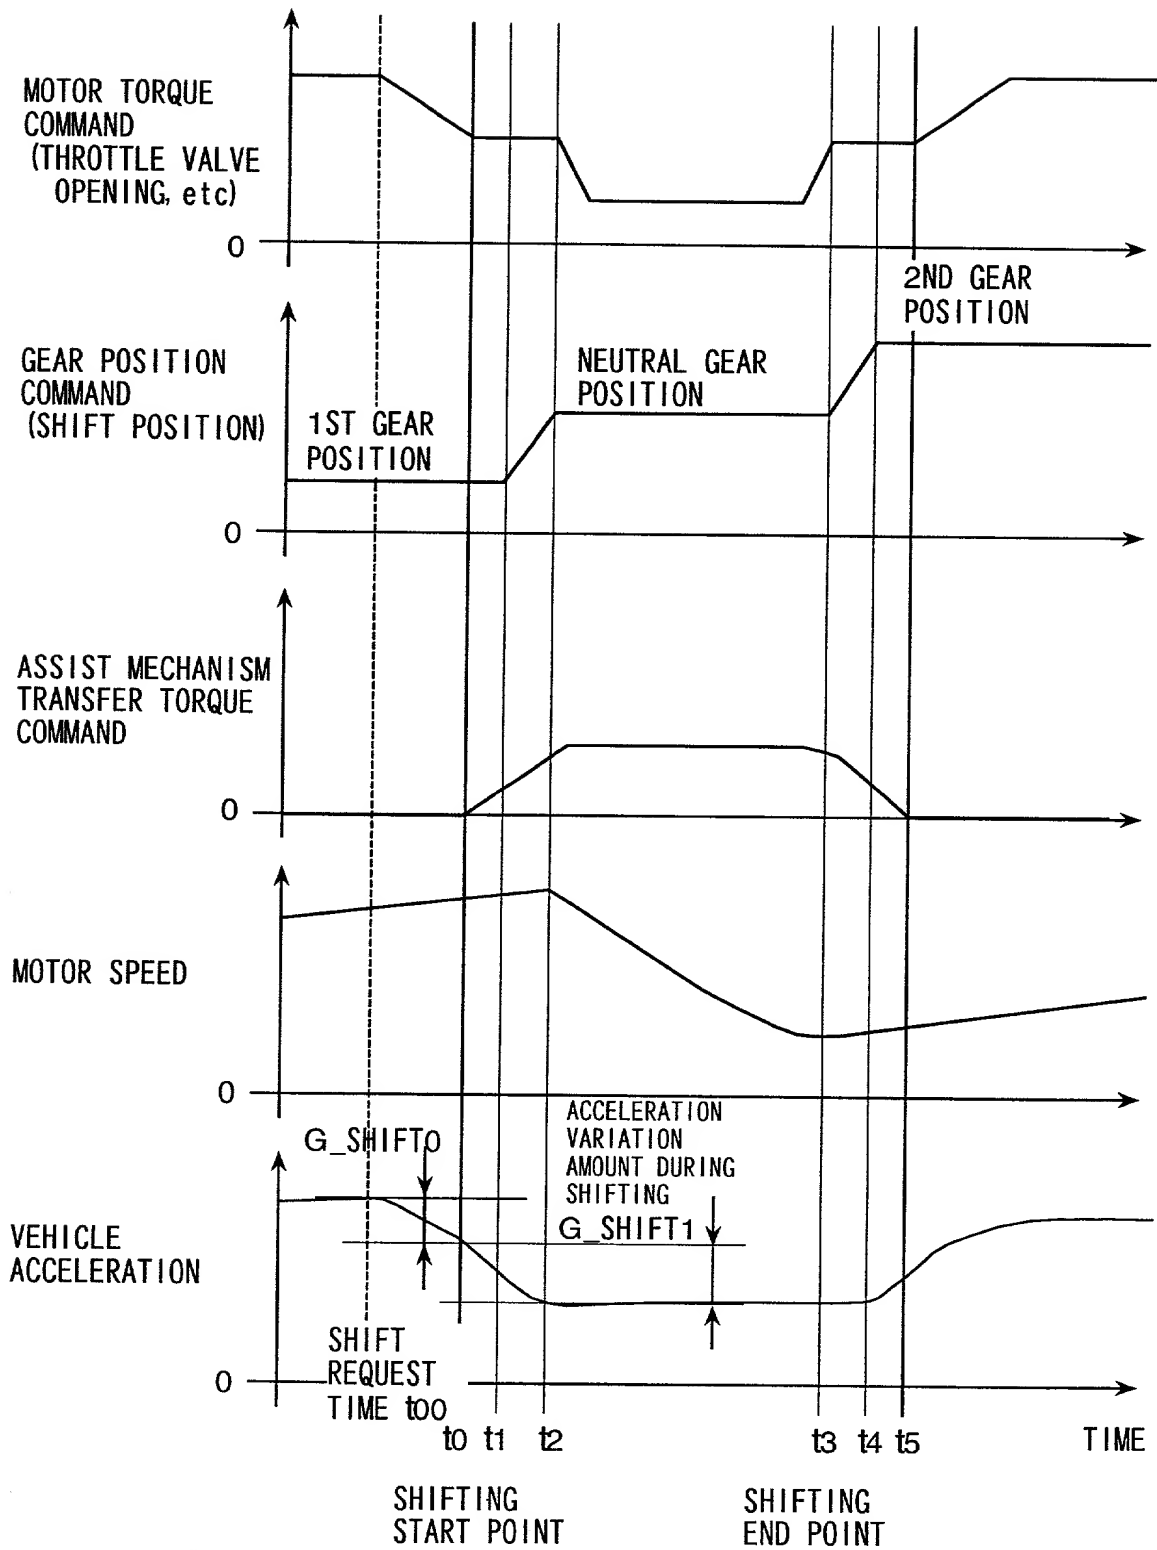 MOTOR TORQUE
COMMAND
(THROTTLE VALVE
OPENING, etc)
0
2ND GEAR
POSITION
GEAR POSITION
COMMAND
(SHIFT POSITION)
NEUTRAL GEAR
POSITION
1ST GEAR
POSITION
0
ASSIST MECHANISM
TRANSFER TORQUE
COMMAND
0
MOTOR SPEED
0
ACCELERATION
VARIATION
AMOUNT DURING
SHIFTING
G_SHIFT0
G_SHIFT1
VEHICLE
ACCELERATION
SHIFT
REQUEST
TIME t00
0
t0 t1 t2 t3 t4 t5 TIME
SHIFTING
START POINT
SHIFTING
END POINT